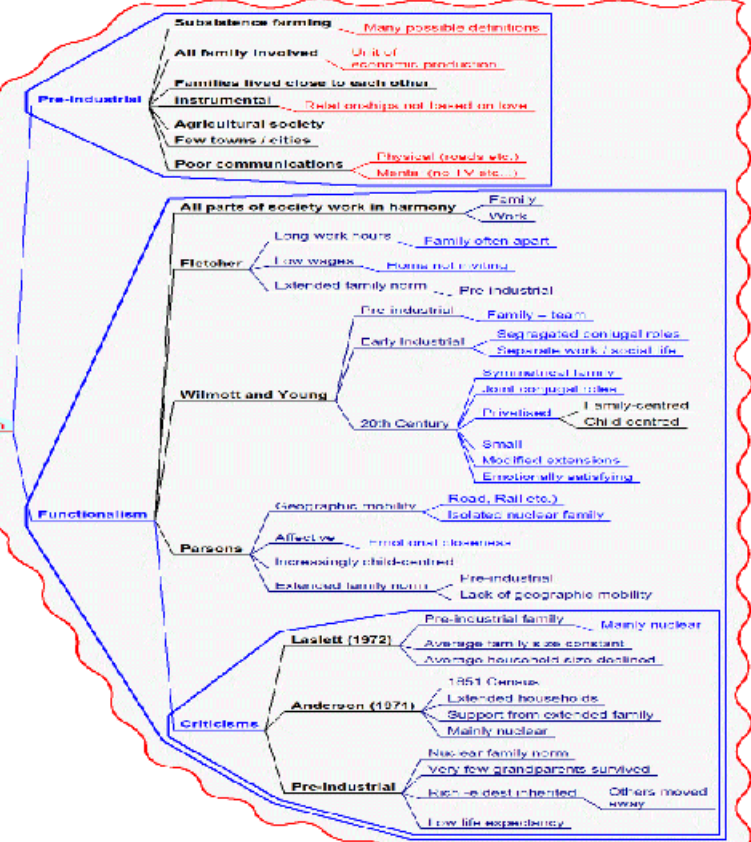 Subsistence farming
Many possible definitions
All family involved
Unit of
economic production
Families lived close to each other
Pre-industrial
Instrumental
Relationships not based on love
Agricultural society
Few towns / cities
Poor communications
Physical (roads etc.)
Mental (no TV etc...)
All parts of society work in harmony
Family
Work
Fletcher
Long work hours
Family often apart
Low wages
Home not inviting
Extended family norm
Pre-industrial
Wilmott and Young
Pre-industrial
Family – team
Early Industrial
Segregated conjugal roles
Separate work / social life
20th Century
Symmetrical family
Joint conjugal roles
Privatised
Family-centred
Child-centred
Small
Modified extensions
Emotionally satisfying
Functionalism
Parsons
Geographic mobility
Road, Rail etc.)
Isolated nuclear family
Affective
Emotional closeness
Increasingly child-centred
Extended family norm
Pre-industrial
Lack of geographic mobility
Criticisms
Laslett (1972)
Pre-industrial family
Mainly nuclear
Average family size constant
Average household size declined
Anderson (1971)
1851 Census
Extended households
Support from extended family
Mainly nuclear
Pre-Industrial
Nuclear family norm
Very few grandparents survived
Rich -eldest inherited
Others moved
away
Low life expectancy